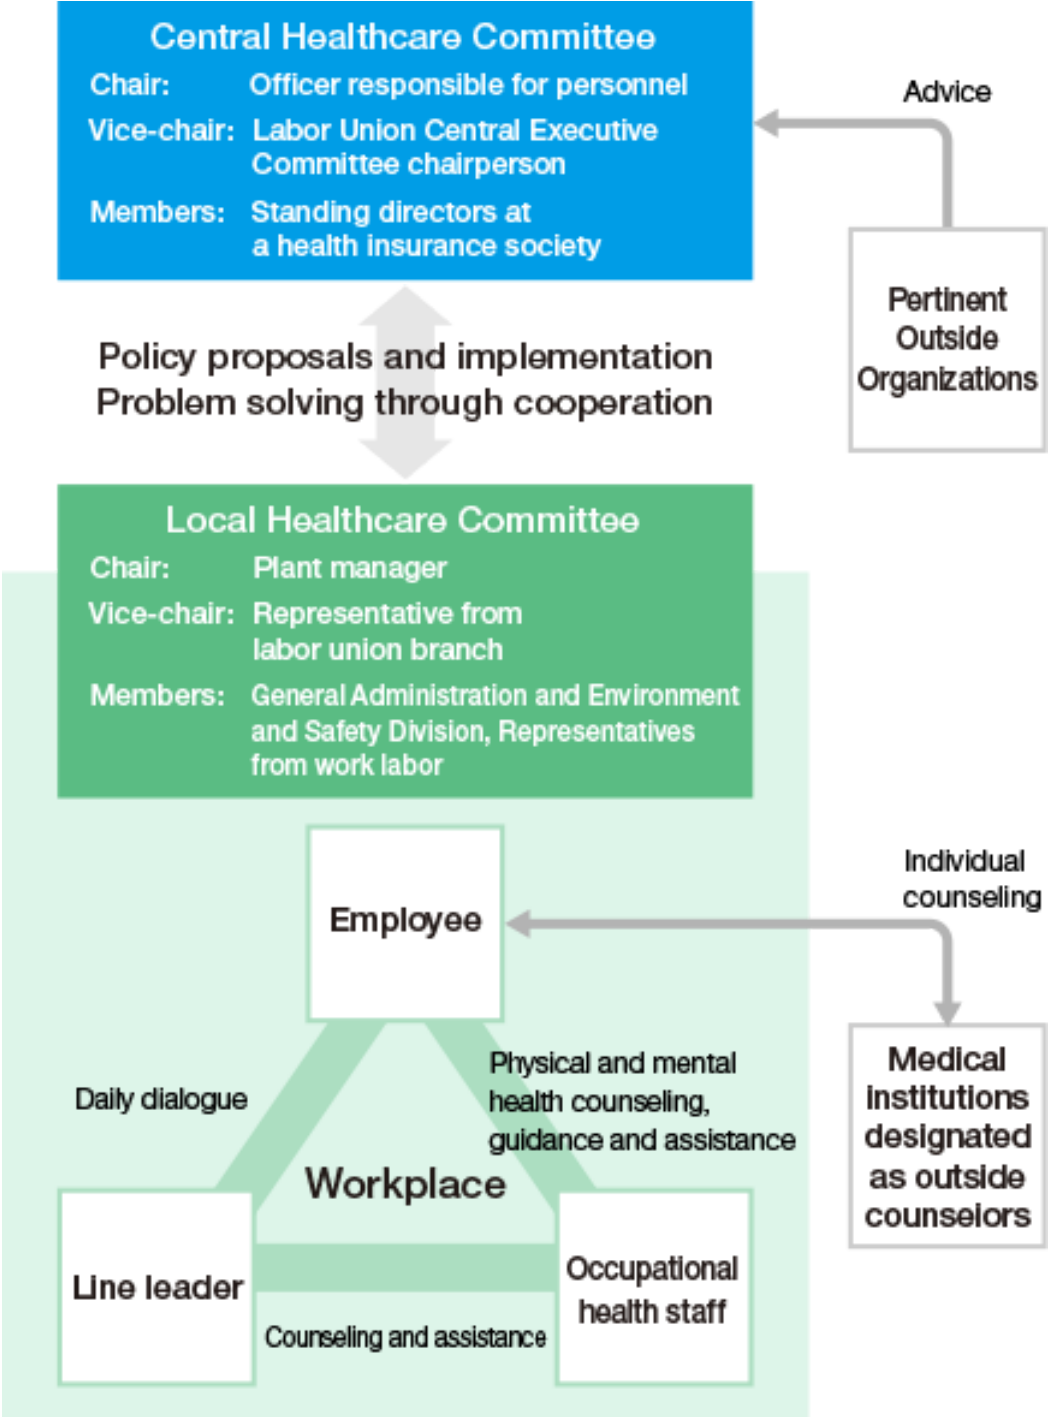 Central Healthcare Committee
Chair: Officer responsible for personnel
Vice-chair: Labor Union Central Executive
Committee chairperson
Members: Standing directors at
a health insurance society
Advice
Pertinent
Outside
Organizations
Policy proposals and implementation
Problem solving through cooperation
Local Healthcare Committee
Chair: Plant manager
Vice-chair: Representative from
labor union branch
Members: General Administration and Environment
and Safety Division, Representatives
from work labor
Employee
Individual
counseling
Medical
institutions
designated
as outside
counselors
Daily dialogue
Physical and mental
health counseling,
guidance and assistance
Workplace
Line leader
Occupational
health staff
Counseling and assistance